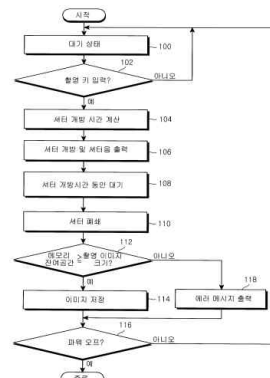 시작
대기 상태
100
102
촬영 키 입력?
아니오
예
셔터 개방 시간 계산
104
셔터 개방 및 셔터음 출력
106
셔터 개방시간 동안 대기
108
셔터 폐쇄
110
112
메모리 잔여공간 ≥ 촬영 이미지 크기?
아니오
예
118
이미지 저장
114
에러 메시지 출력
116
파워 오프?
아니오
예
종료